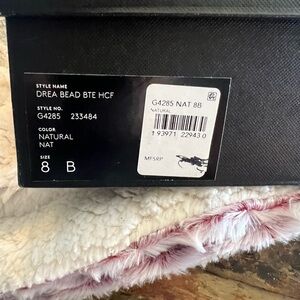 STYLE NAME
DREA BEAD BTE HCF
STYLE NO.
G4285 233484
COLOR
NATURAL
NAT
SIZE
8 B
G4285 NAT 8B
NATURAL
1 93971 22943 0
MFSRP